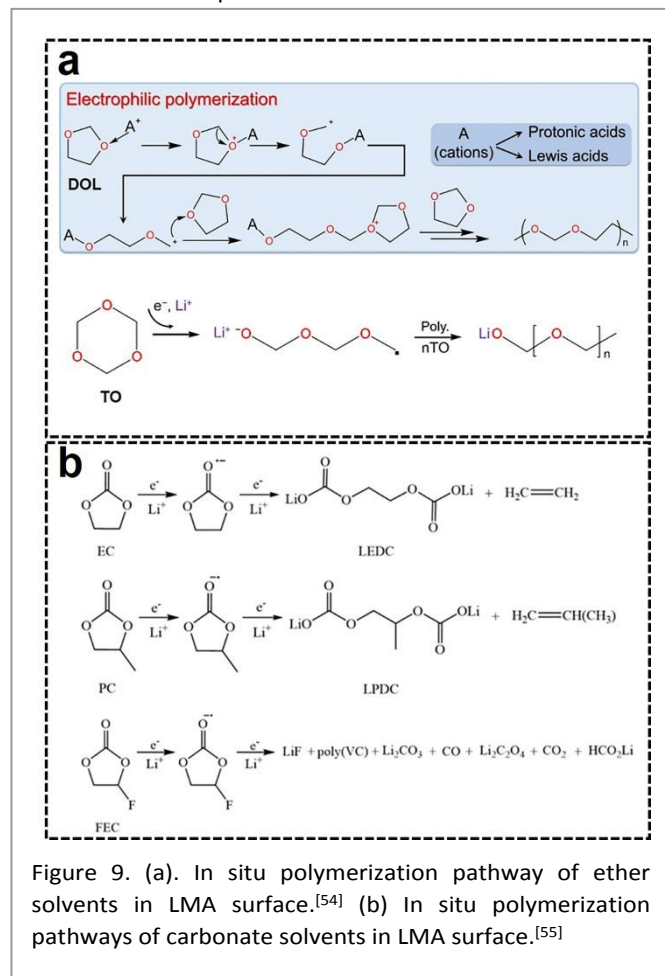 a
Electrophilic polymerization
A⁺
A
A
A
(cations)
Protonic acids
Lewis acids
DOL
A
A
n
e⁻, Li⁺
Li⁺ ⁻O
Poly.
nTO
LiO
n
TO
b
EC
e⁻
Li⁺
e⁻
Li⁺
LiO
OLi + H₂C=CH₂
LEDC
PC
e⁻
Li⁺
e⁻
Li⁺
LiO
OLi + H₂C=CH(CH₃)
LPDC
FEC
e⁻
Li⁺
e⁻
Li⁺
LiF + poly(VC) + Li₂CO₃ + CO + Li₂C₂O₄ + CO₂ + HCO₂Li
Figure 9. (a). In situ polymerization pathway of ether
solvents in LMA surface.[54] (b) In situ polymerization
pathways of carbonate solvents in LMA surface.[55]